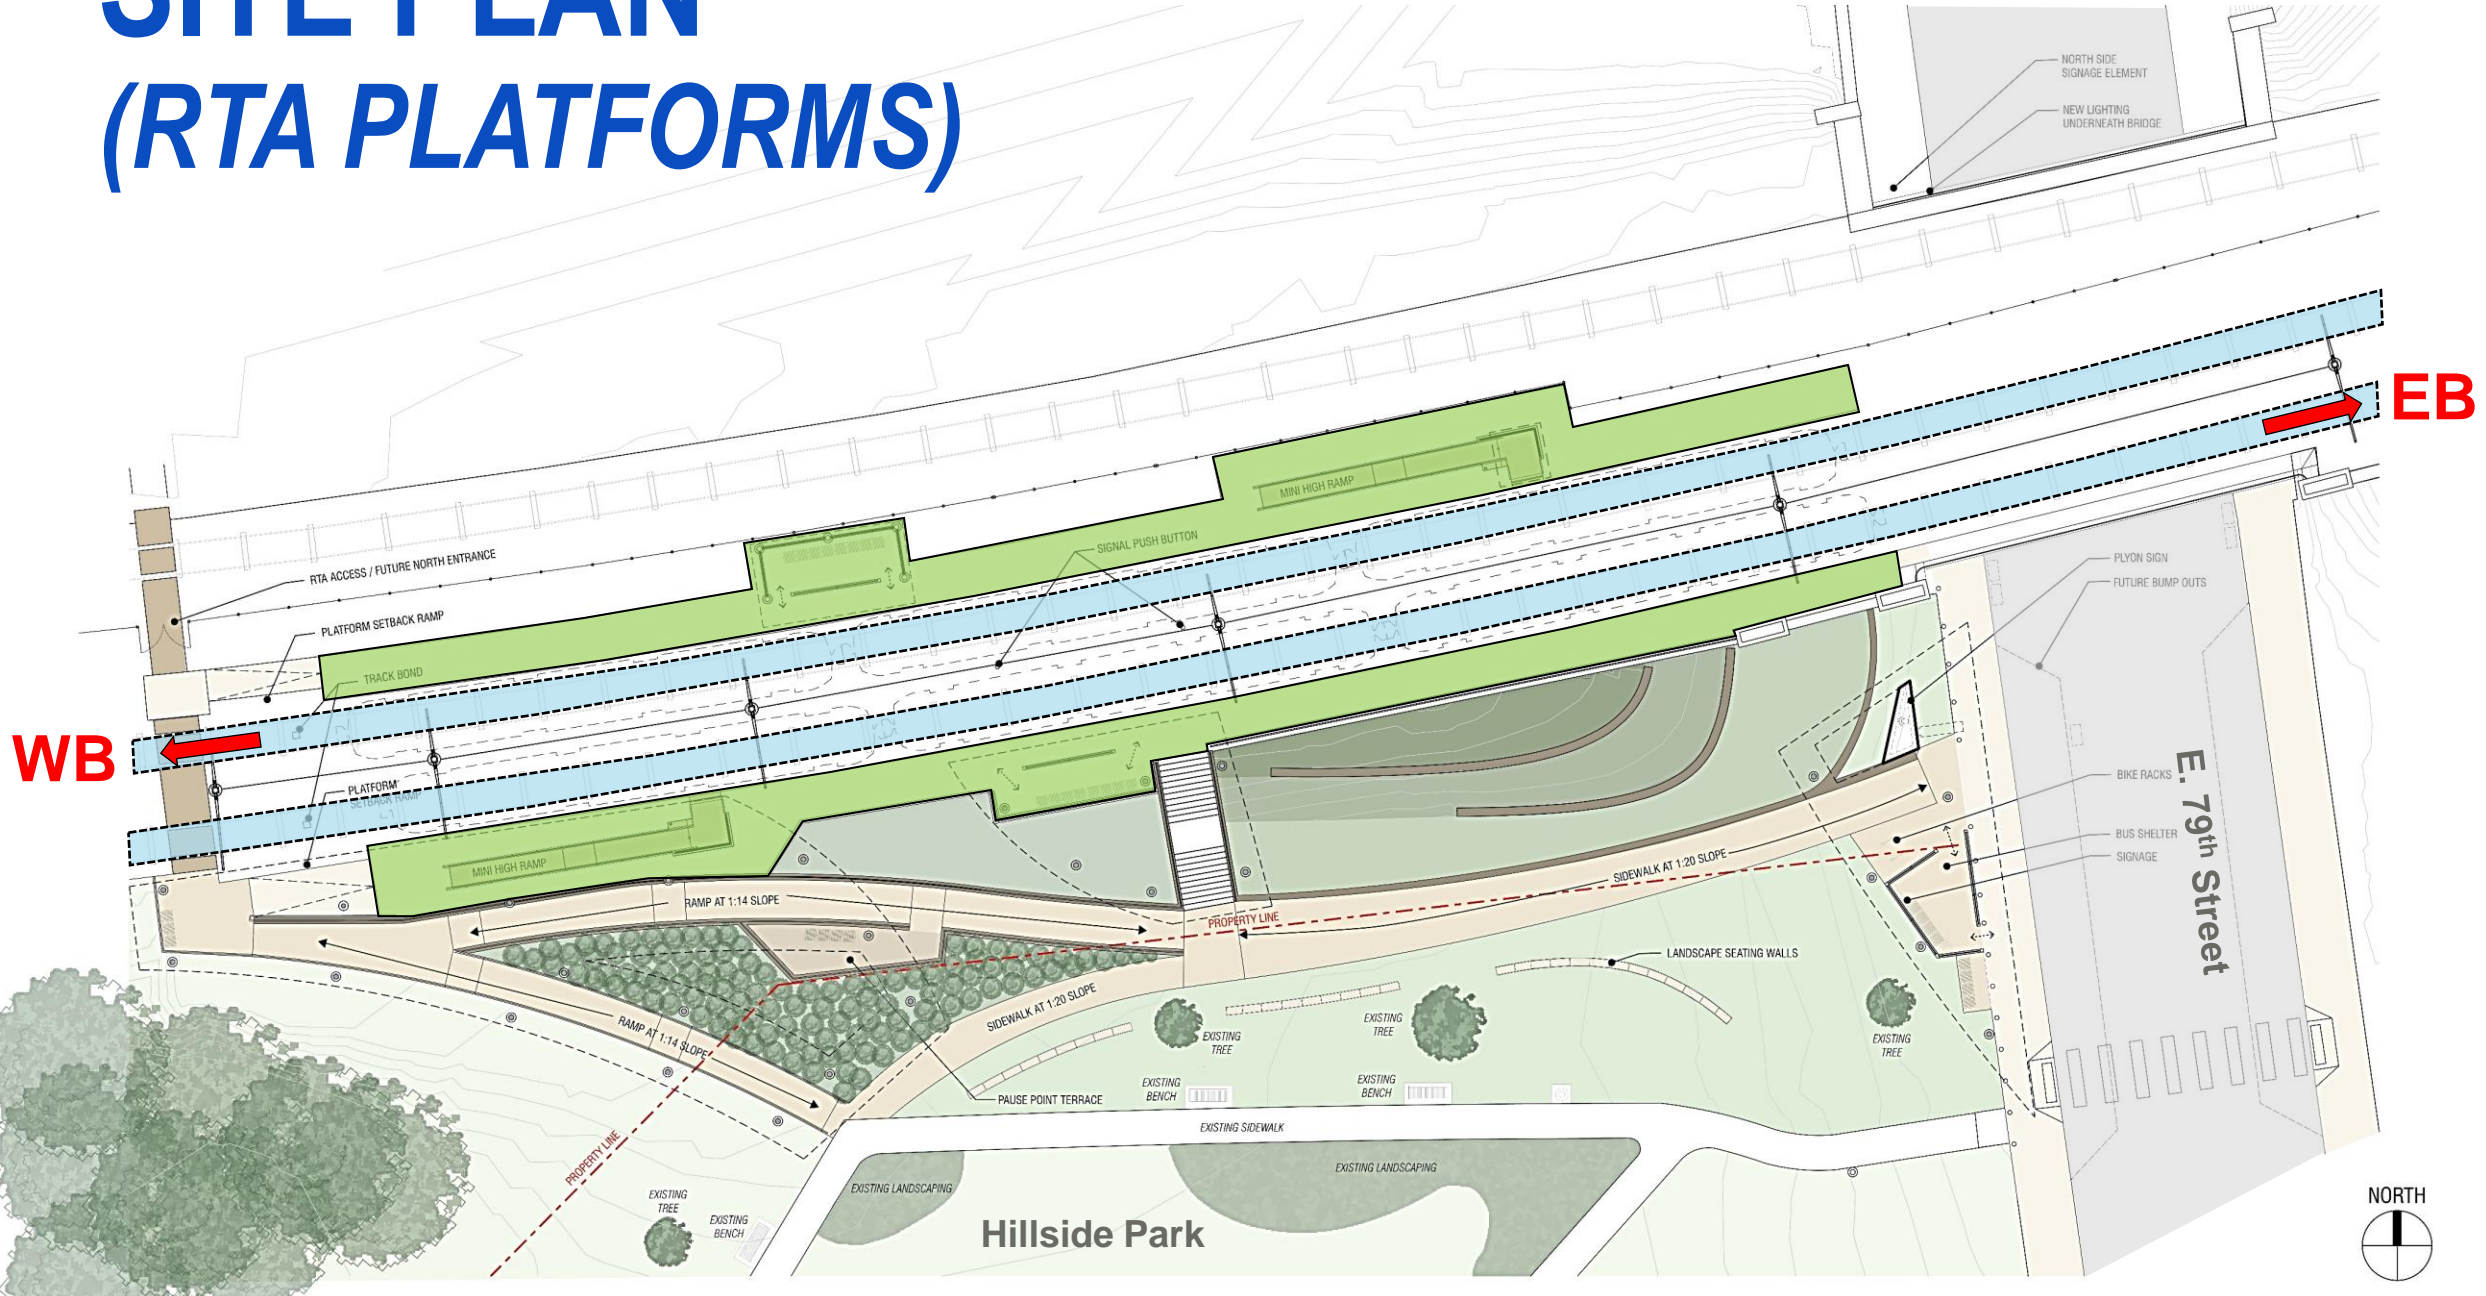 SITE PLAN
(RTA PLATFORMS)
NORTH SIDE
SIGNAGE ELEMENT
NEW LIGHTING
UNDERNEATH BRIDGE
EB
MINI HIGH RAMP
SIGNAL PUSH BUTTON
RTA ACCESS / FUTURE NORTH ENTRANCE
PLATFORM SETBACK RAMP
TRACK BOND
WB
PLATFORM
SETBACK RAMP
MINI HIGH RAMP
PLYON SIGN
FUTURE BUMP OUTS
E. 79th Street
BIKE RACKS
BUS SHELTER
SIGNAGE
SIDEWALK AT 1:20 SLOPE
RAMP AT 1:14 SLOPE
PROPERTY LINE
LANDSCAPE SEATING WALLS
SIDEWALK AT 1:20 SLOPE
RAMP AT 1:14 SLOPE
EXISTING
TREE
EXISTING
TREE
EXISTING
TREE
EXISTING
BENCH
EXISTING
BENCH
PAUSE POINT TERRACE
EXISTING SIDEWALK
PROPERTY LINE
EXISTING LANDSCAPING
EXISTING LANDSCAPING
EXISTING
TREE
EXISTING
BENCH
Hillside Park
NORTH